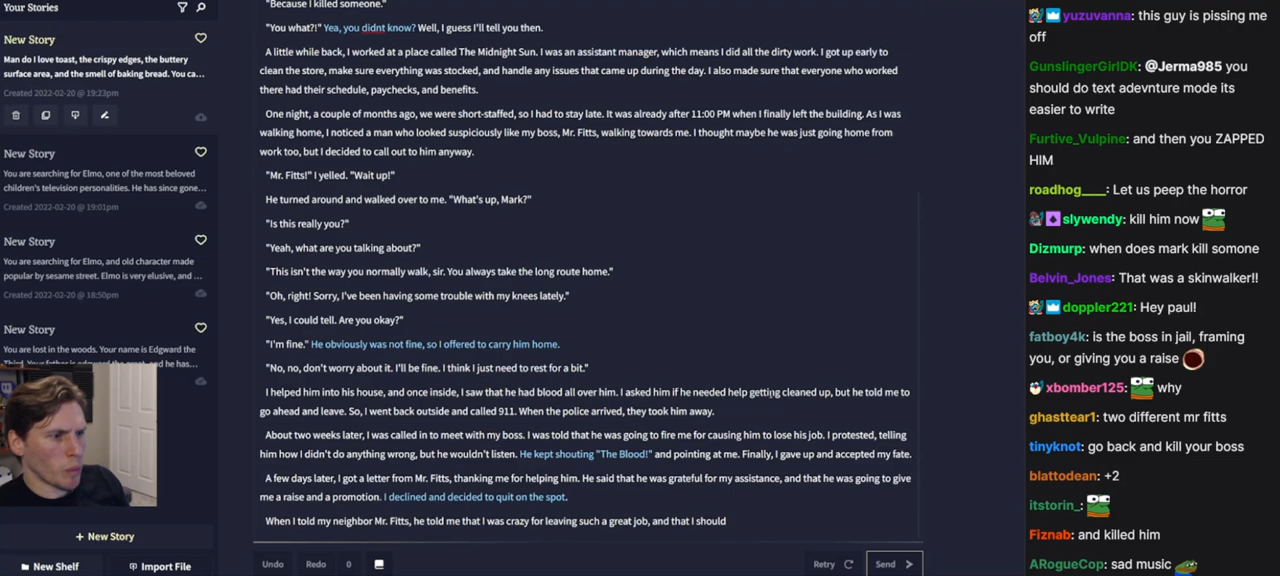 Your Stories
New Story
Man do I love toast, the crispy edges, the buttery
surface area, and the smell of baking bread. You ca...
Created 2022-02-20 @ 19:23pm
New Story
You are searching for Elmo, one of the most beloved
children's television personalities. He has since gone...
Created 2022-02-20 @ 19:01pm
New Story
You are searching for Elmo, and old character made
popular by sesame street. Elmo is very elusive, and ...
Created 2022-02-20 @ 18:50pm
New Story
You are lost in the woods. Your name is Edgward the
Third. Your father is edgward the great, and he has...
+ New Story
New Shelf
Import File
"Because I killed someone."
"You what?!" Yea, you didnt know? Well, I guess I'll tell you then.
A little while back, I worked at a place called The Midnight Sun. I was an assistant manager, which means I did all the dirty work. I got up early to
clean the store, make sure everything was stocked, and handle any issues that came up during the day. I also made sure that everyone who worked
there had their schedule, paychecks, and benefits.
One night, a couple of months ago, we were short-staffed, so I had to stay late. It was already after 11:00 PM when I finally left the building. As I was
walking home, I noticed a man who looked suspiciously like my boss, Mr. Fitts, walking towards me. I thought maybe he was just going home from
work too, but I decided to call out to him anyway.
"Mr. Fitts!" I yelled. "Wait up!"
He turned around and walked over to me. "What's up, Mark?"
"Is this really you?"
"Yeah, what are you talking about?"
"This isn't the way you normally walk, sir. You always take the long route home."
"Oh, right! Sorry, I've been having some trouble with my knees lately."
"Yes, I could tell. Are you okay?"
"I'm fine." He obviously was not fine, so I offered to carry him home.
"No, no, don't worry about it. I'll be fine. I think I just need to rest for a bit."
I helped him into his house, and once inside, I saw that he had blood all over him. I asked him if he needed help getting cleaned up, but he told me to
go ahead and leave. So, I went back outside and called 911. When the police arrived, they took him away.
About two weeks later, I was called in to meet with my boss. I was told that he was going to fire me for causing him to lose his job. I protested, telling
him how I didn't do anything wrong, but he wouldn't listen. He kept shouting "The Blood!" and pointing at me. Finally, I gave up and accepted my fate.
A few days later, I got a letter from Mr. Fitts, thanking me for helping him. He said that he was grateful for my assistance, and that he was going to give
me a raise and a promotion. I declined and decided to quit on the spot.
When I told my neighbor Mr. Fitts, he told me that I was crazy for leaving such a great job, and that I should
Undo
Redo
0
Retry
Send
yuzuvanna: this guy is pissing me
off
GunslingerGirlDK: @Jerma985 you
should do text adevnture mode its
easier to write
Furtive_Vulpine: and then you ZAPPED
HIM
roadhog____: Let us peep the horror
slywendy: kill him now
Dizmurp: when does mark kill somone
Belvin_Jones: That was a skinwalker!!
doppler221: Hey paul!
fatboy4k: is the boss in jail, framing
you, or giving you a raise
xbomber125: why
ghasttear1: two different mr fitts
tinyknot: go back and kill your boss
blattodean: +2
itstorin_:
Fiznab: and killed him
ARogueCop: sad music